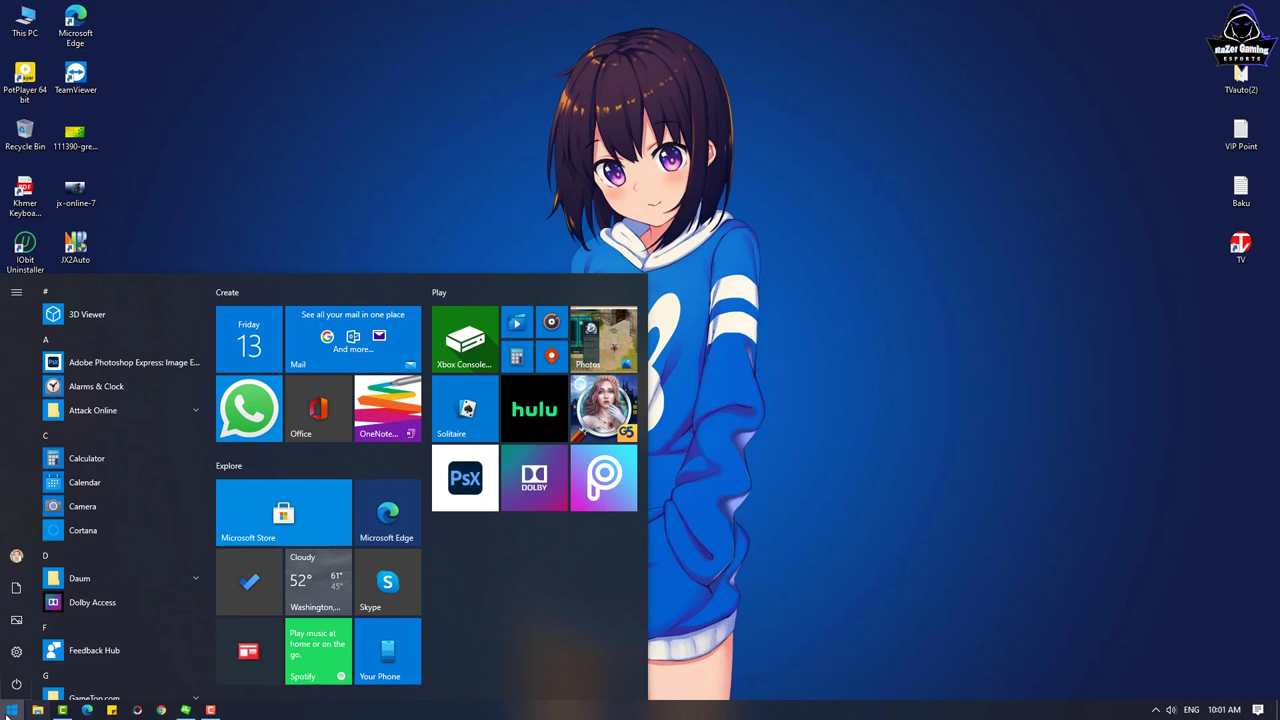 This PC
Microsoft
Edge
PotPlayer 64
bit
TeamViewer
Recycle Bin
111390-gre...
PDF
Khmer
Keyboa...
jx-online-7
IObit
Uninstaller
JX2Auto
RaZer Gaming
ESPORTS
TVauto(2)
VIP Point
Baku
TV
#
3D Viewer
A
Adobe Photoshop Express: Image E...
Alarms & Clock
Attack Online
C
Calculator
Calendar
Camera
Cortana
D
Daum
Dolby Access
F
Feedback Hub
G
GameTop.com
Create
Friday
13
See all your mail in one place
And more...
Mail
Office
OneNote...
Explore
Microsoft Store
Microsoft Edge
Cloudy
52°
61°
45°
Washington,...
Skype
Play music at
home or on the
go.
Spotify
Your Phone
Play
Xbox Console...
Photos
Solitaire
hulu
G5
PsX
DOLBY
ENG
10:01 AM